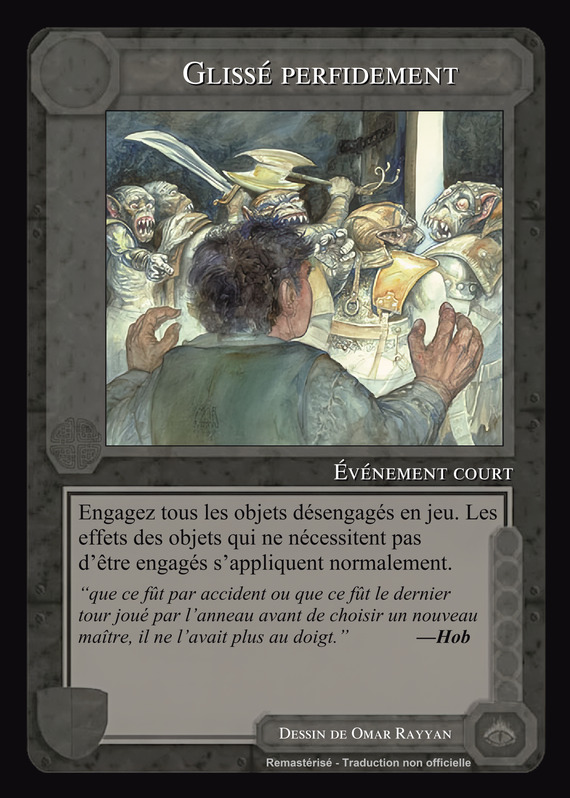 Glissé perfidement
Événement court
Engagez tous les objets désengagés en jeu. Les
effets des objets qui ne nécessitent pas
d’être engagés s’appliquent normalement.
“que ce fût par accident ou que ce fût le dernier
tour joué par l’anneau avant de choisir un nouveau
maître, il ne l’avait plus au doigt.” —Hob
Dessin de Omar Rayyan
Remastérisé - Traduction non officielle